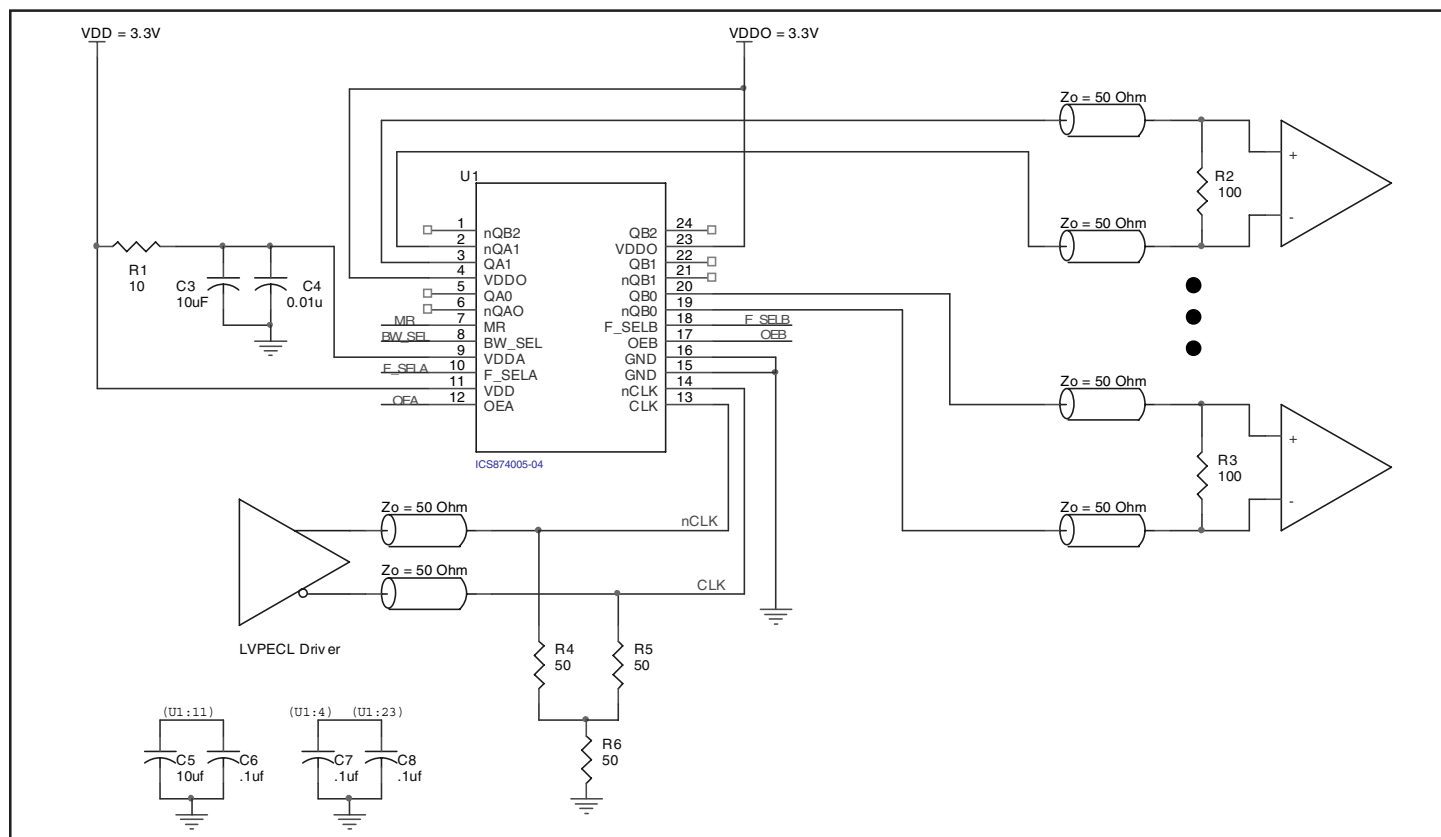 VDD = 3.3V
VDDO = 3.3V
Zo = 50 Ohm
R2
100
+
-
Zo = 50 Ohm
U1
1
2
3
4
5
6
7
8
9
10
11
12
nQB2
nQA1
QA1
VDDO
QA0
nQAO
MR
BW_SEL
VDDA
F_SELA
VDD
OEA
QB2
VDDO
QB1
nQB1
QB0
nQB0
F_SELB
OEB
GND
GND
nCLK
CLK
24
23
22
21
20
19
18
17
16
15
14
13
MR
BW_SEL
F_SELA
OEA
F_SELB
OEB
ICS874005-04
R1
10
C3
10uF
C4
0.01u
Zo = 50 Ohm
R3
100
+
-
Zo = 50 Ohm
Zo = 50 Ohm
nCLK
Zo = 50 Ohm
CLK
LVPECL Driver
R4
50
R5
50
R6
50
(U1:11)
C5
10uf
C6
.1uf
(U1:4)
(U1:23)
C7
.1uf
C8
.1uf